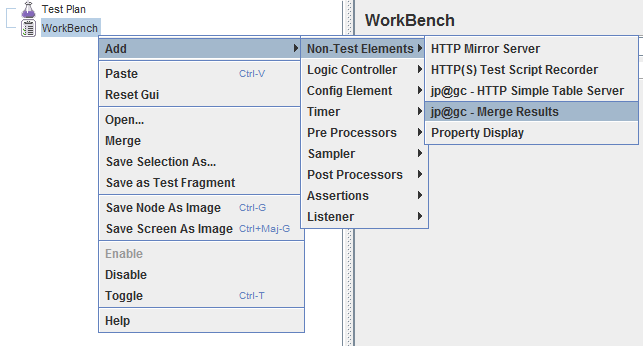 Test Plan
WorkBench
WorkBench
Add
Paste Ctrl-V
Reset Gui
Open...
Merge
Save Selection As...
Save as Test Fragment
Save Node As Image Ctrl-G
Save Screen As Image Ctrl+Maj-G
Enable
Disable
Toggle Ctrl-T
Help
Non-Test Elements
Logic Controller
Config Element
Timer
Pre Processors
Sampler
Post Processors
Assertions
Listener
HTTP Mirror Server
HTTP(S) Test Script Recorder
jp@gc - HTTP Simple Table Server
jp@gc - Merge Results
Property Display